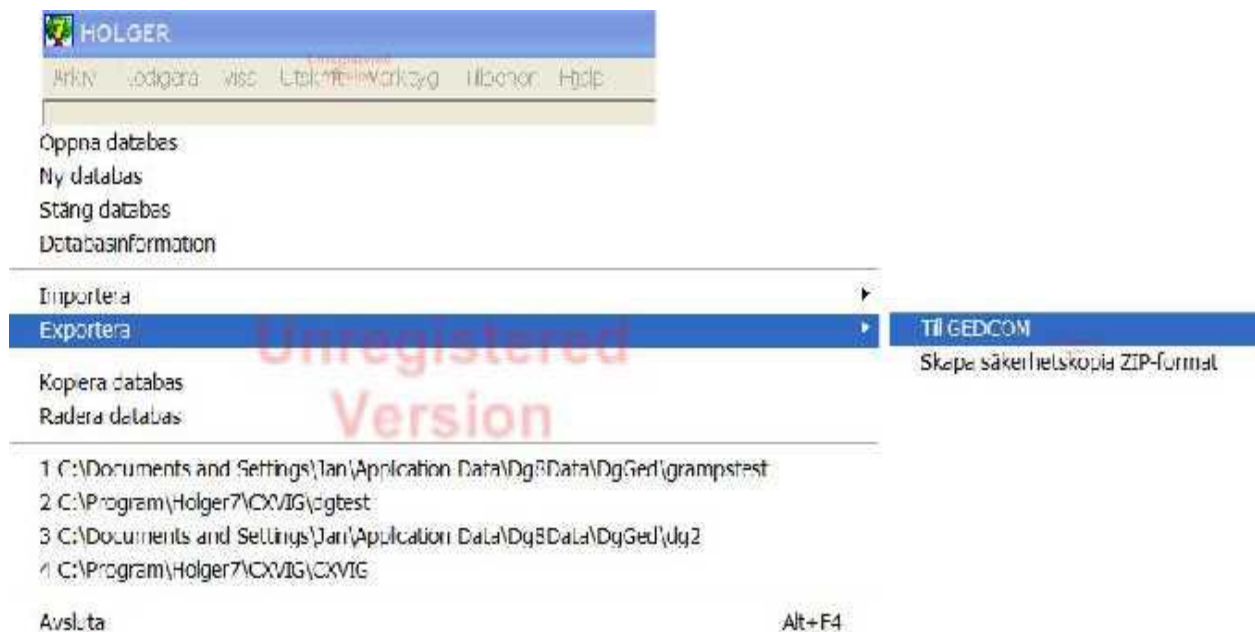 HOLGER
Arkiv Redigera Visa Utskrift Verktyg Tillbehör Hjälp
Öppna databas
Ny databas
Stäng databas
Databasinformation
Importera
Exportera
Till GEDCOM
Skapa säkerhetskopia ZIP-format
Unregistered
Version
Kopiera databas
Radera databas
1 C:\Documents and Settings\Jan\Application Data\Dg8Data\DgGed\grampstest
2 C:\Program\Holger7\CXVIG\dgtest
3 C:\Documents and Settings\Jan\Application Data\Dg8Data\DgGed\dg2
4 C:\Program\Holger7\CXVIG\CXVIG
Avsluta Alt+F4